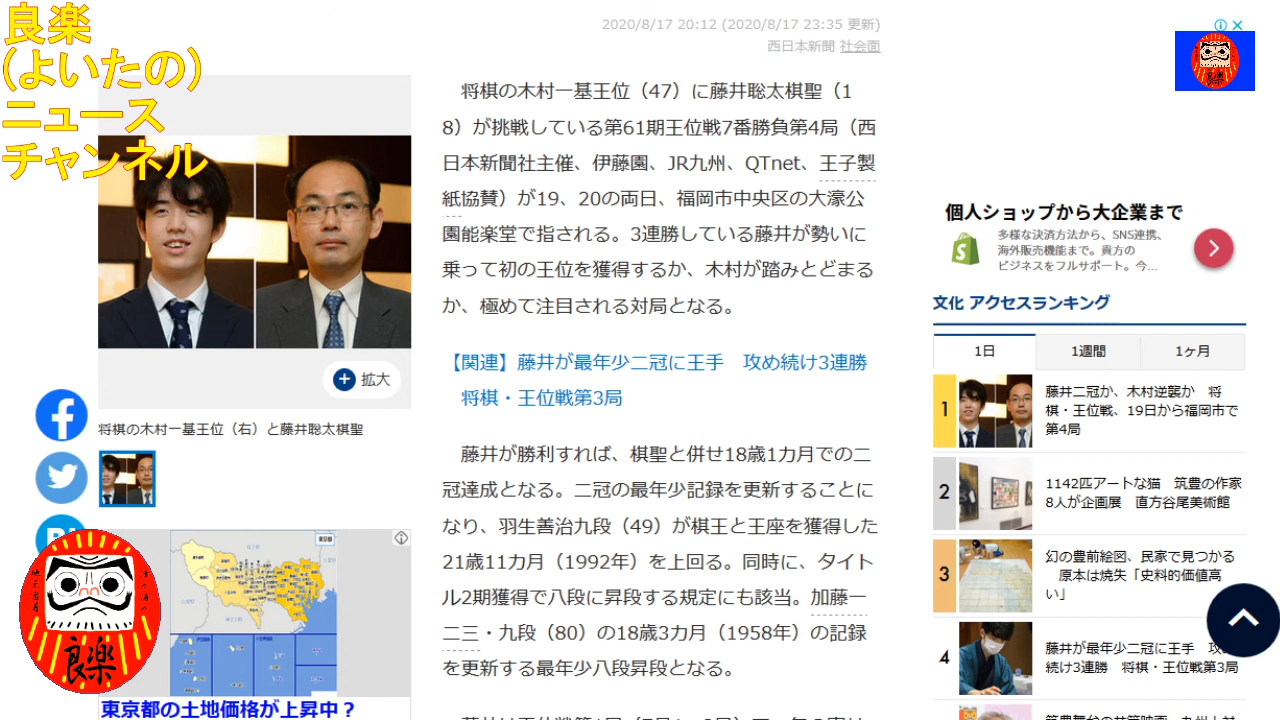 良楽
(よいたの)
ニュース
チャンネル
2020/8/17 20:12 (2020/8/17 23:35 更新)
西日本新聞 社会面
将棋の木村一基王位（47）に藤井聡太棋聖（1
8）が挑戦している第61期王位戦7番勝負第4局（西
日本新聞社主催、伊藤園、JR九州、QTnet、王子製
紙協賛）が19、20の両日、福岡市中央区の大濠公
園能楽堂で指される。3連勝している藤井が勢いに
乗って初の王位を獲得するか、木村が踏みとどまる
か、極めて注目される対局となる。
【関連】藤井が最年少二冠に王手　攻め続け3連勝
将棋・王位戦第3局
藤井が勝利すれば、棋聖と併せ18歳1カ月での二
冠達成となる。二冠の最年少記録を更新することに
なり、羽生善治九段（49）が棋王と王座を獲得した
21歳11カ月（1992年）を上回る。同時に、タイト
ル2期獲得で八段に昇段する規定にも該当。加藤一
二三・九段（80）の18歳3カ月（1958年）の記録
を更新する最年少八段昇段となる。
拡大
将棋の木村一基王位（右）と藤井聡太棋聖
東京都
良楽
東京都の土地価格が上昇中？
良楽
個人ショップから大企業まで
多様な決済方法から、SNS連携、
海外販売機能まで。貴方の
ビジネスをフルサポート。今...
文化 アクセスランキング
1日
1週間
1ヶ月
1
藤井二冠か、木村逆襲か　将
棋・王位戦、19日から福岡市で
第4局
2
1142匹アートな猫　筑豊の作家
8人が企画展　直方谷尾美術館
3
幻の豊前絵図、民家で見つかる
原本は焼失「史料的価値高
い」
4
藤井が最年少二冠に王手　攻め
続け3連勝　将棋・王位戦第3局